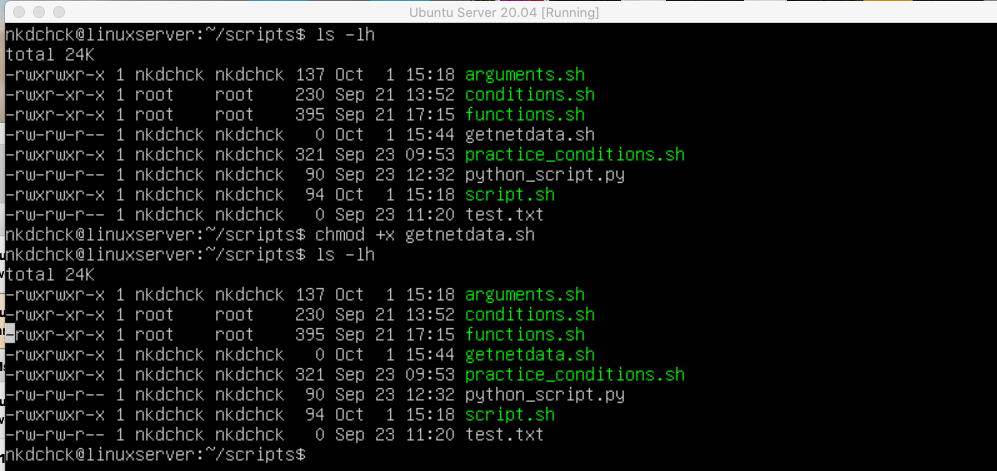 Ubuntu Server 20.04 [Running]
nkdchck@linuxserver:~/scripts$ ls -lh
total 24K
-rwxrwxr-x 1 nkdchck nkdchck 137 Oct  1 15:18 arguments.sh
-rwxr-xr-x 1 root    root    230 Sep 21 13:52 conditions.sh
-rwxr-xr-x 1 root    root    395 Sep 21 17:15 functions.sh
-rw-rw-r-- 1 nkdchck nkdchck   0 Oct  1 15:44 getnetdata.sh
-rwxrwxr-x 1 nkdchck nkdchck 321 Sep 23 09:53 practice_conditions.sh
-rw-rw-r-- 1 nkdchck nkdchck  90 Sep 23 12:32 python_script.py
-rwxrwxr-x 1 nkdchck nkdchck  94 Oct  1 15:18 script.sh
-rw-rw-r-- 1 nkdchck nkdchck   0 Sep 23 11:20 test.txt
nkdchck@linuxserver:~/scripts$ chmod +x getnetdata.sh
nkdchck@linuxserver:~/scripts$ ls -lh
total 24K
-rwxrwxr-x 1 nkdchck nkdchck 137 Oct  1 15:18 arguments.sh
-rwxr-xr-x 1 root    root    230 Sep 21 13:52 conditions.sh
-rwxr-xr-x 1 root    root    395 Sep 21 17:15 functions.sh
-rwxrwxr-x 1 nkdchck nkdchck   0 Oct  1 15:44 getnetdata.sh
-rwxrwxr-x 1 nkdchck nkdchck 321 Sep 23 09:53 practice_conditions.sh
-rw-rw-r-- 1 nkdchck nkdchck  90 Sep 23 12:32 python_script.py
-rwxrwxr-x 1 nkdchck nkdchck  94 Oct  1 15:18 script.sh
-rw-rw-r-- 1 nkdchck nkdchck   0 Sep 23 11:20 test.txt
nkdchck@linuxserver:~/scripts$